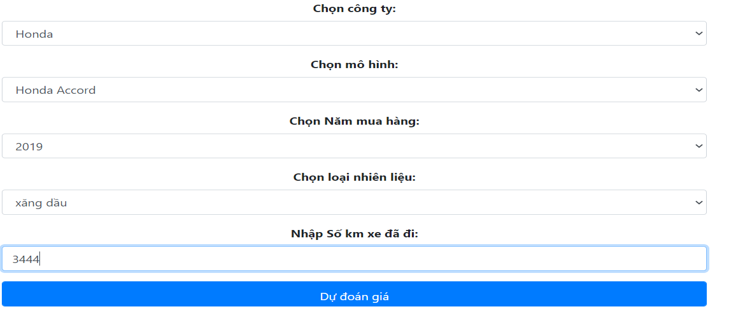 Chọn công ty:
Honda
Chọn mô hình:
Honda Accord
Chọn Năm mua hàng:
2019
Chọn loại nhiên liệu:
xăng dầu
Nhập Số km xe đã đi:
3444
Dự đoán giá